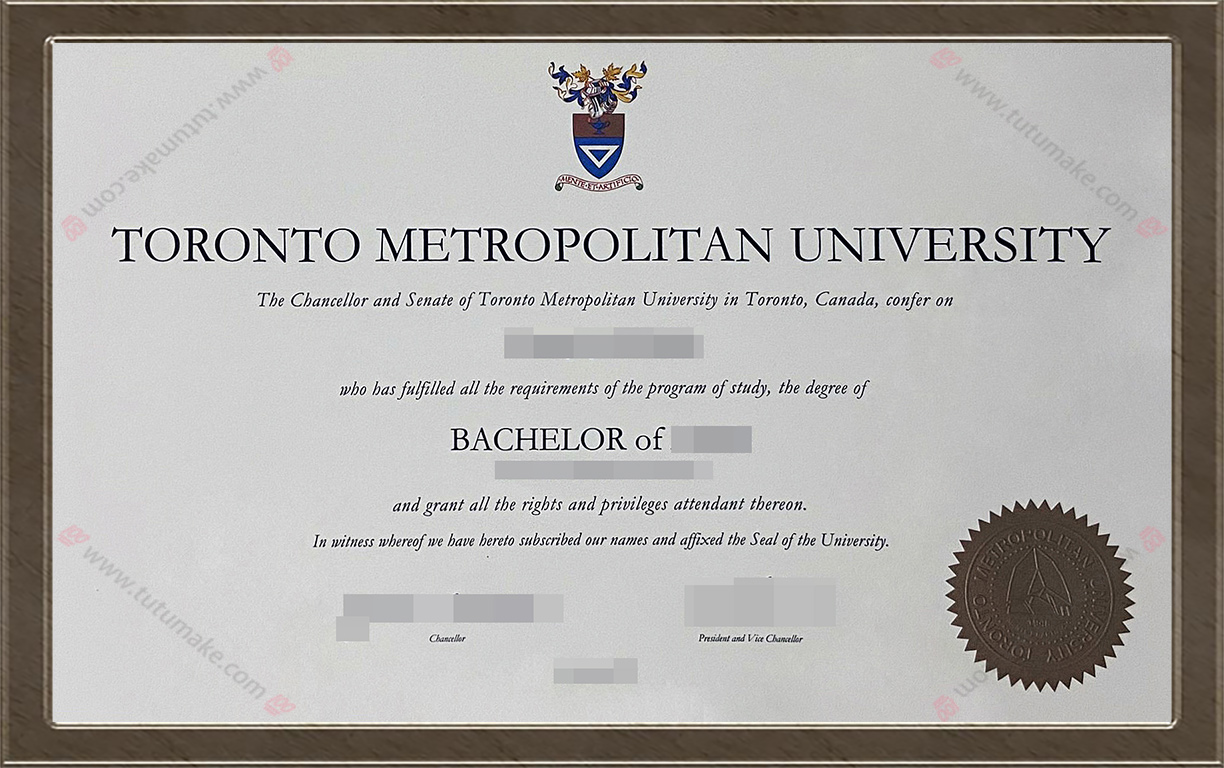 www.tutumake.com
www.tutumake.com
MENTE·ET·ARTIFICIO
TORONTO METROPOLITAN UNIVERSITY
The Chancellor and Senate of Toronto Metropolitan University in Toronto, Canada, confer on
who has fulfilled all the requirements of the program of study, the degree of
BACHELOR of
and grant all the rights and privileges attendant thereon.
In witness whereof we have hereto subscribed our names and affixed the Seal of the University.
Chancellor
President and Vice Chancellor
TORONTO METROPOLITAN UNIVERSITY
www.tutumake.com